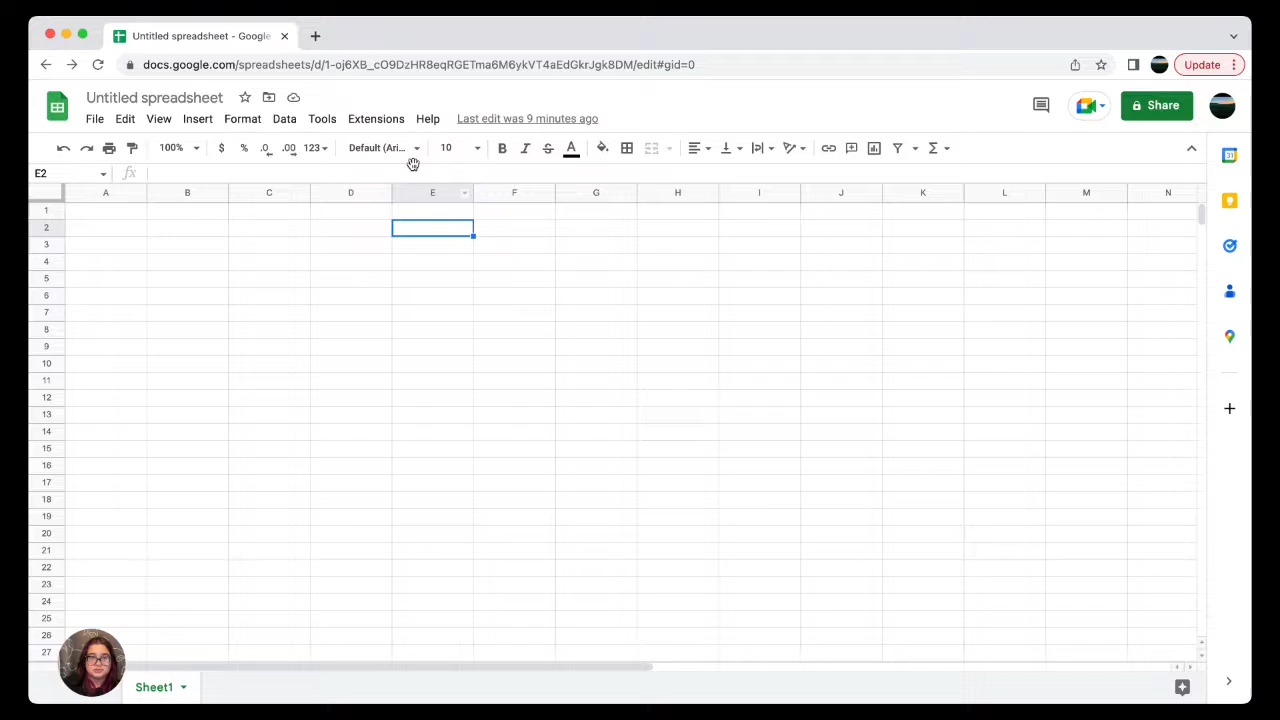 Untitled spreadsheet - Google
docs.google.com/spreadsheets/d/1-oj6XB_cO9DzHR8eqRGETma6M6ykVT4aEdGkrJgk8DM/edit#gid=0
Update
Untitled spreadsheet
File Edit View Insert Format Data Tools Extensions Help Last edit was 9 minutes ago
Share
100% $ % .0 .00 123 Default (Ari... 10 B I S A
E2 fx
A B C D E F G H I J K L M N
1
2
3
4
5
6
7
8
9
10
11
12
13
14
15
16
17
18
19
20
21
22
23
24
25
26
27
Sheet1
31